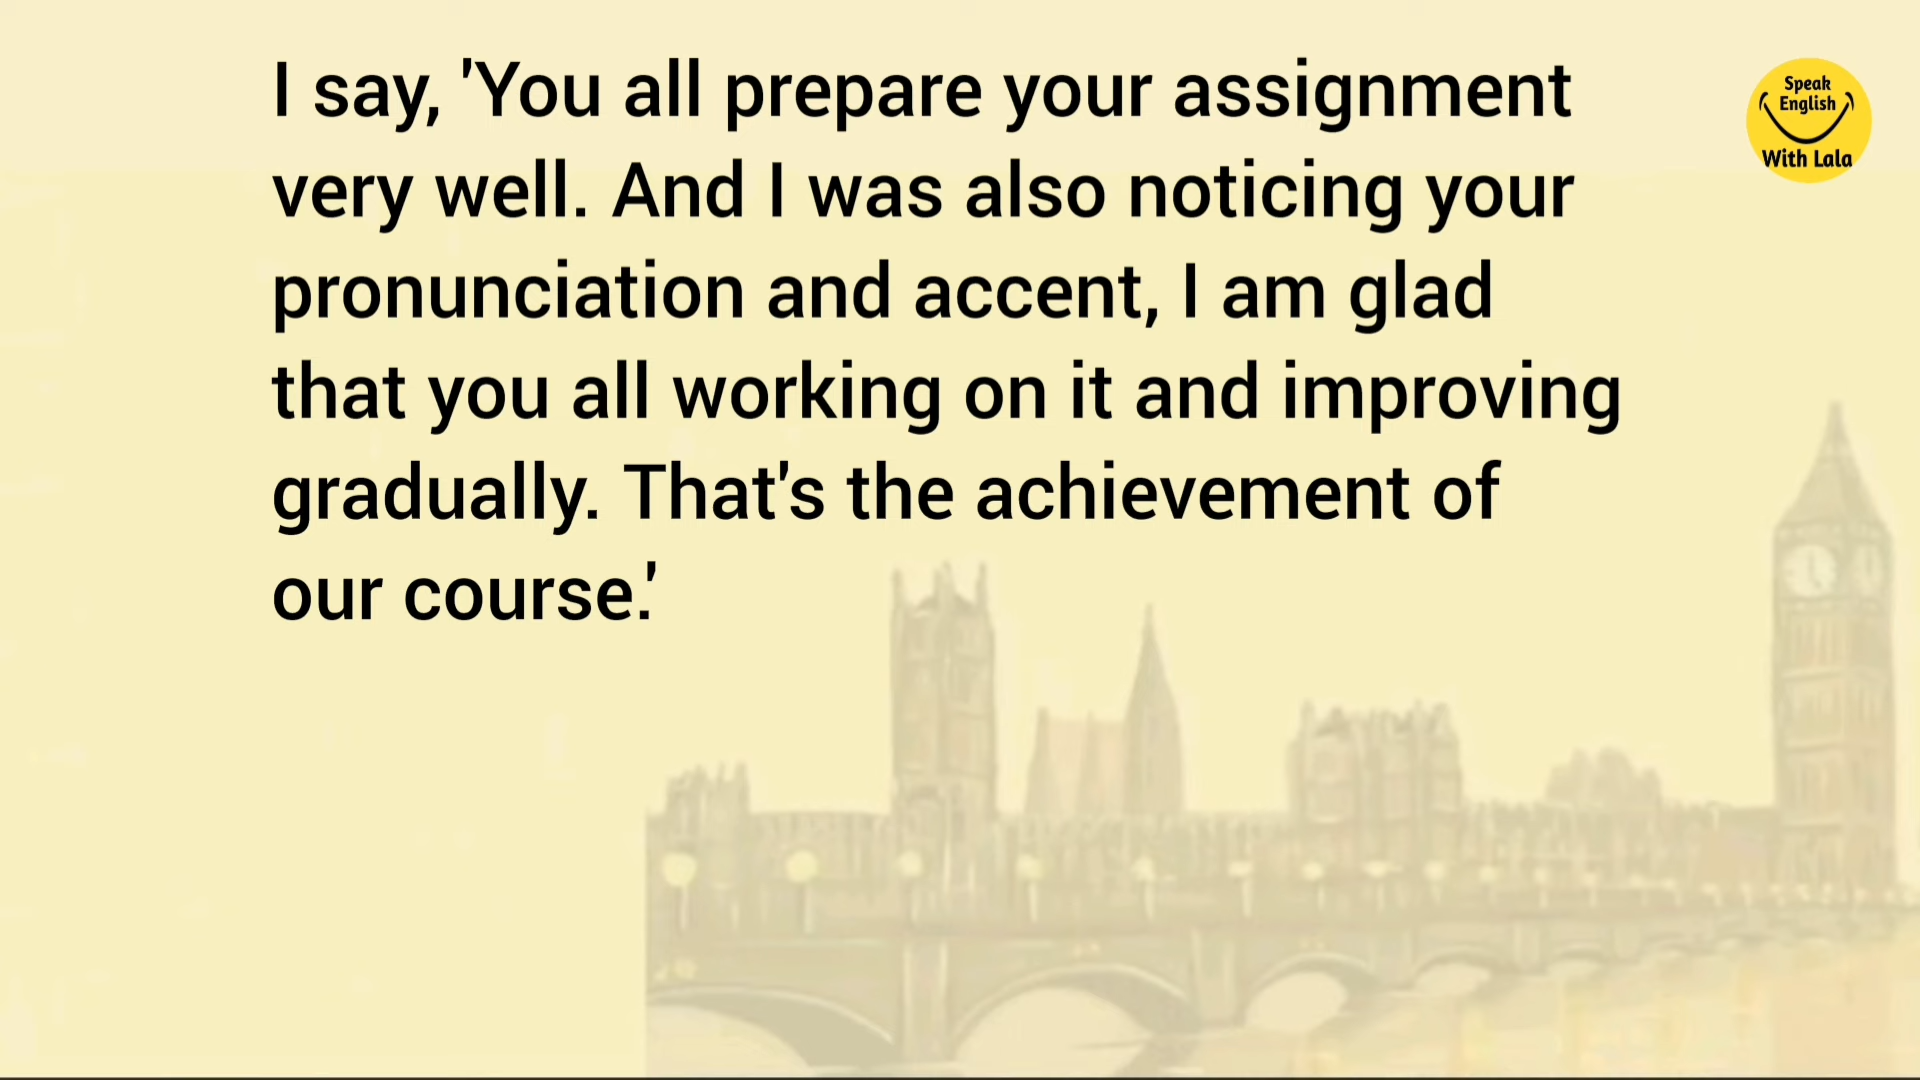 I say, 'You all prepare your assignment
very well. And I was also noticing your
pronunciation and accent, I am glad
that you all working on it and improving
gradually. That's the achievement of
our course.'
Speak
English
With Lala